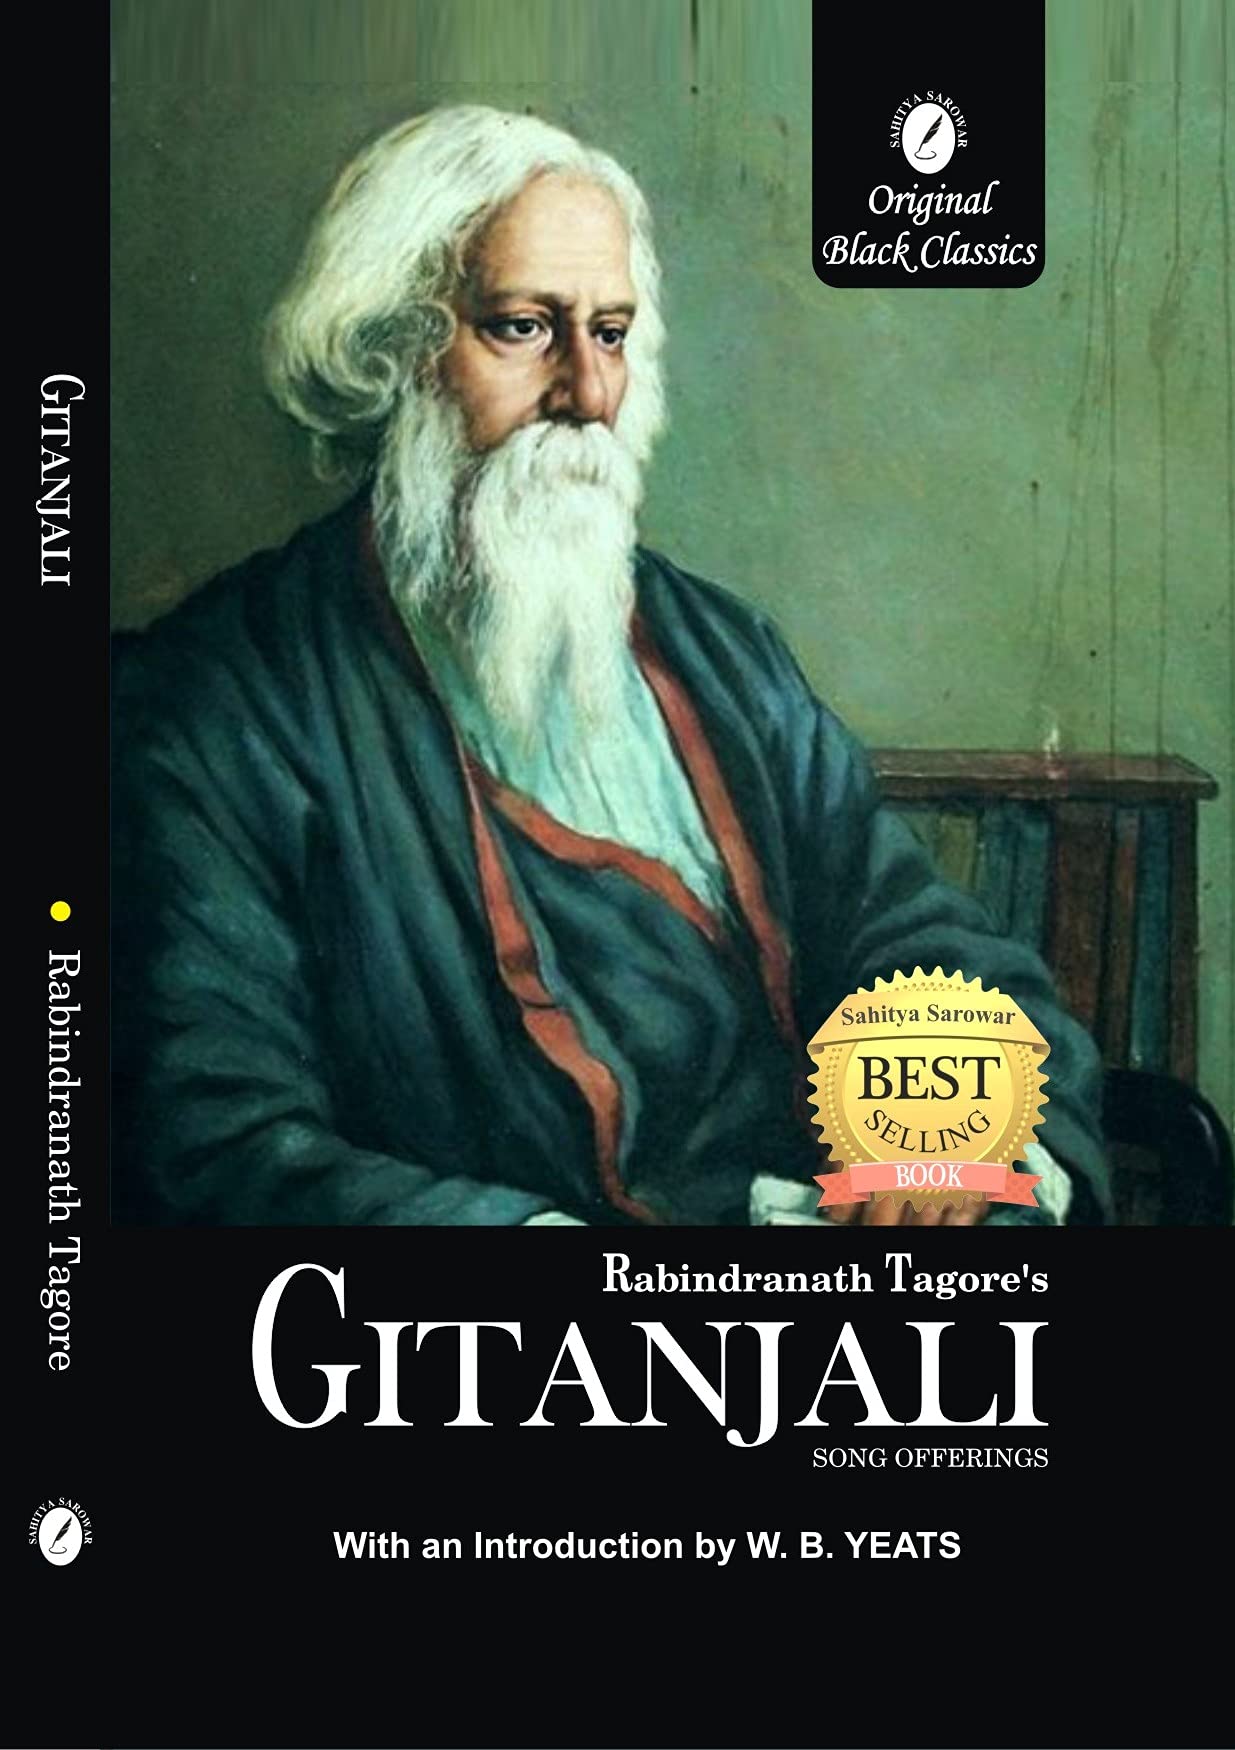 GITANJALI
Rabindranath Tagore
SAHITYA SAROWAR
SAHITYA SAROWAR
Original
Black Classics
Sahitya Sarowar
BEST
SELLING
BOOK
Rabindranath Tagore's
GITANJALI
SONG OFFERINGS
With an Introduction by W. B. YEATS